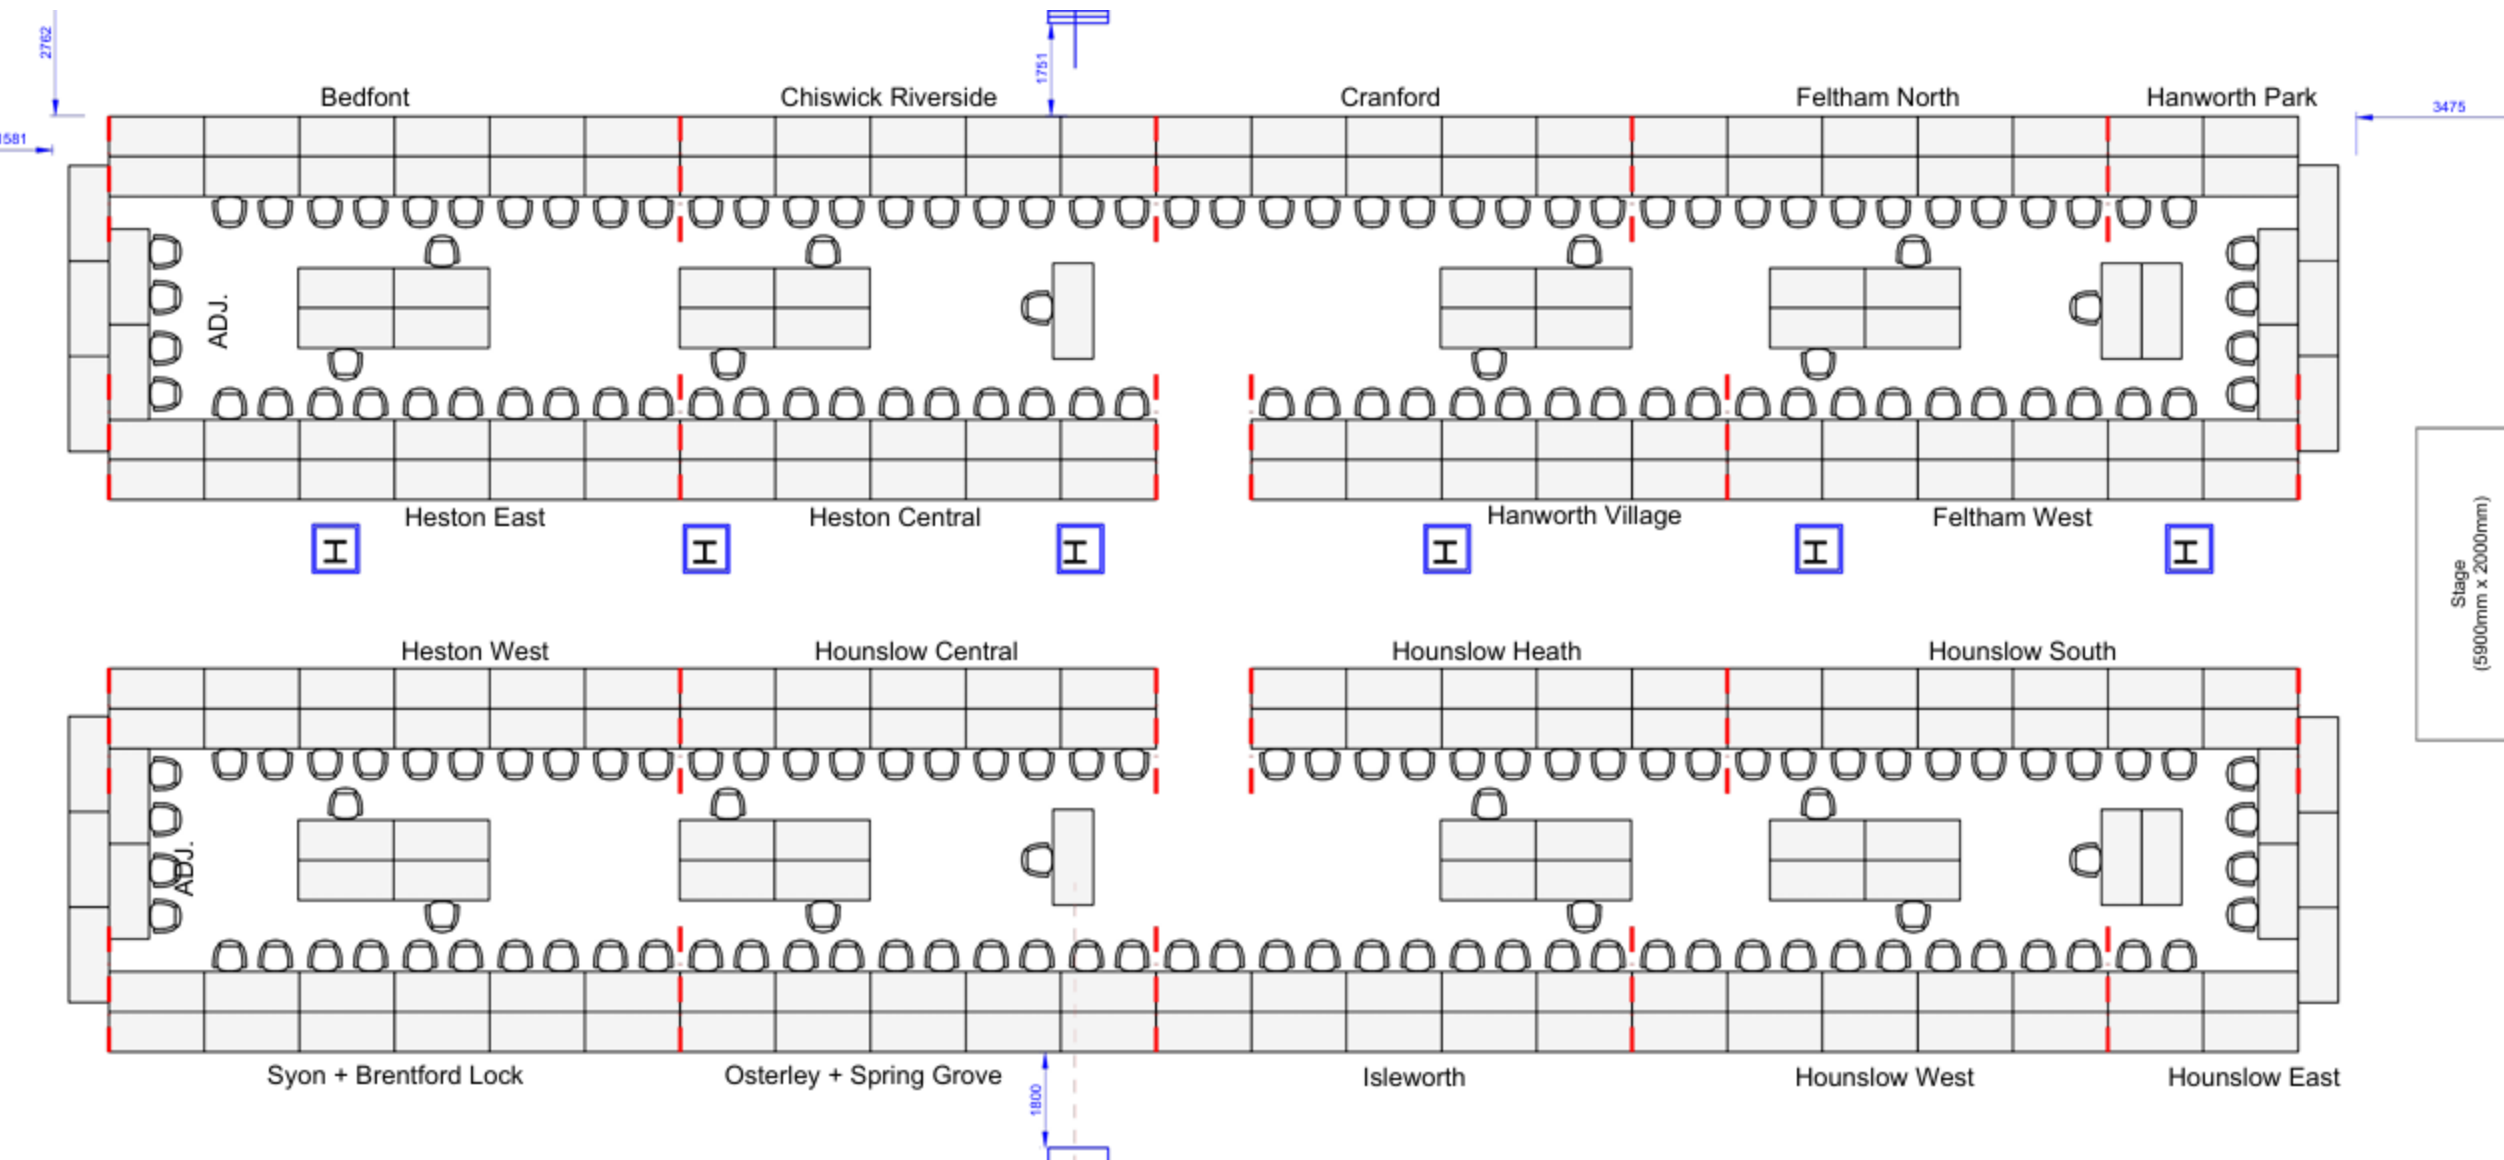 2762
1751
Bedfont
Chiswick Riverside
Cranford
Feltham North
Hanworth Park
3475
1581
ADJ.
Heston East
Heston Central
Hanworth Village
Feltham West
H
H
H
H
H
H
Stage
(5900mm x 2000mm)
Heston West
Hounslow Central
Hounslow Heath
Hounslow South
ADJ.
Syon + Brentford Lock
Osterley + Spring Grove
Isleworth
Hounslow West
Hounslow East
1800